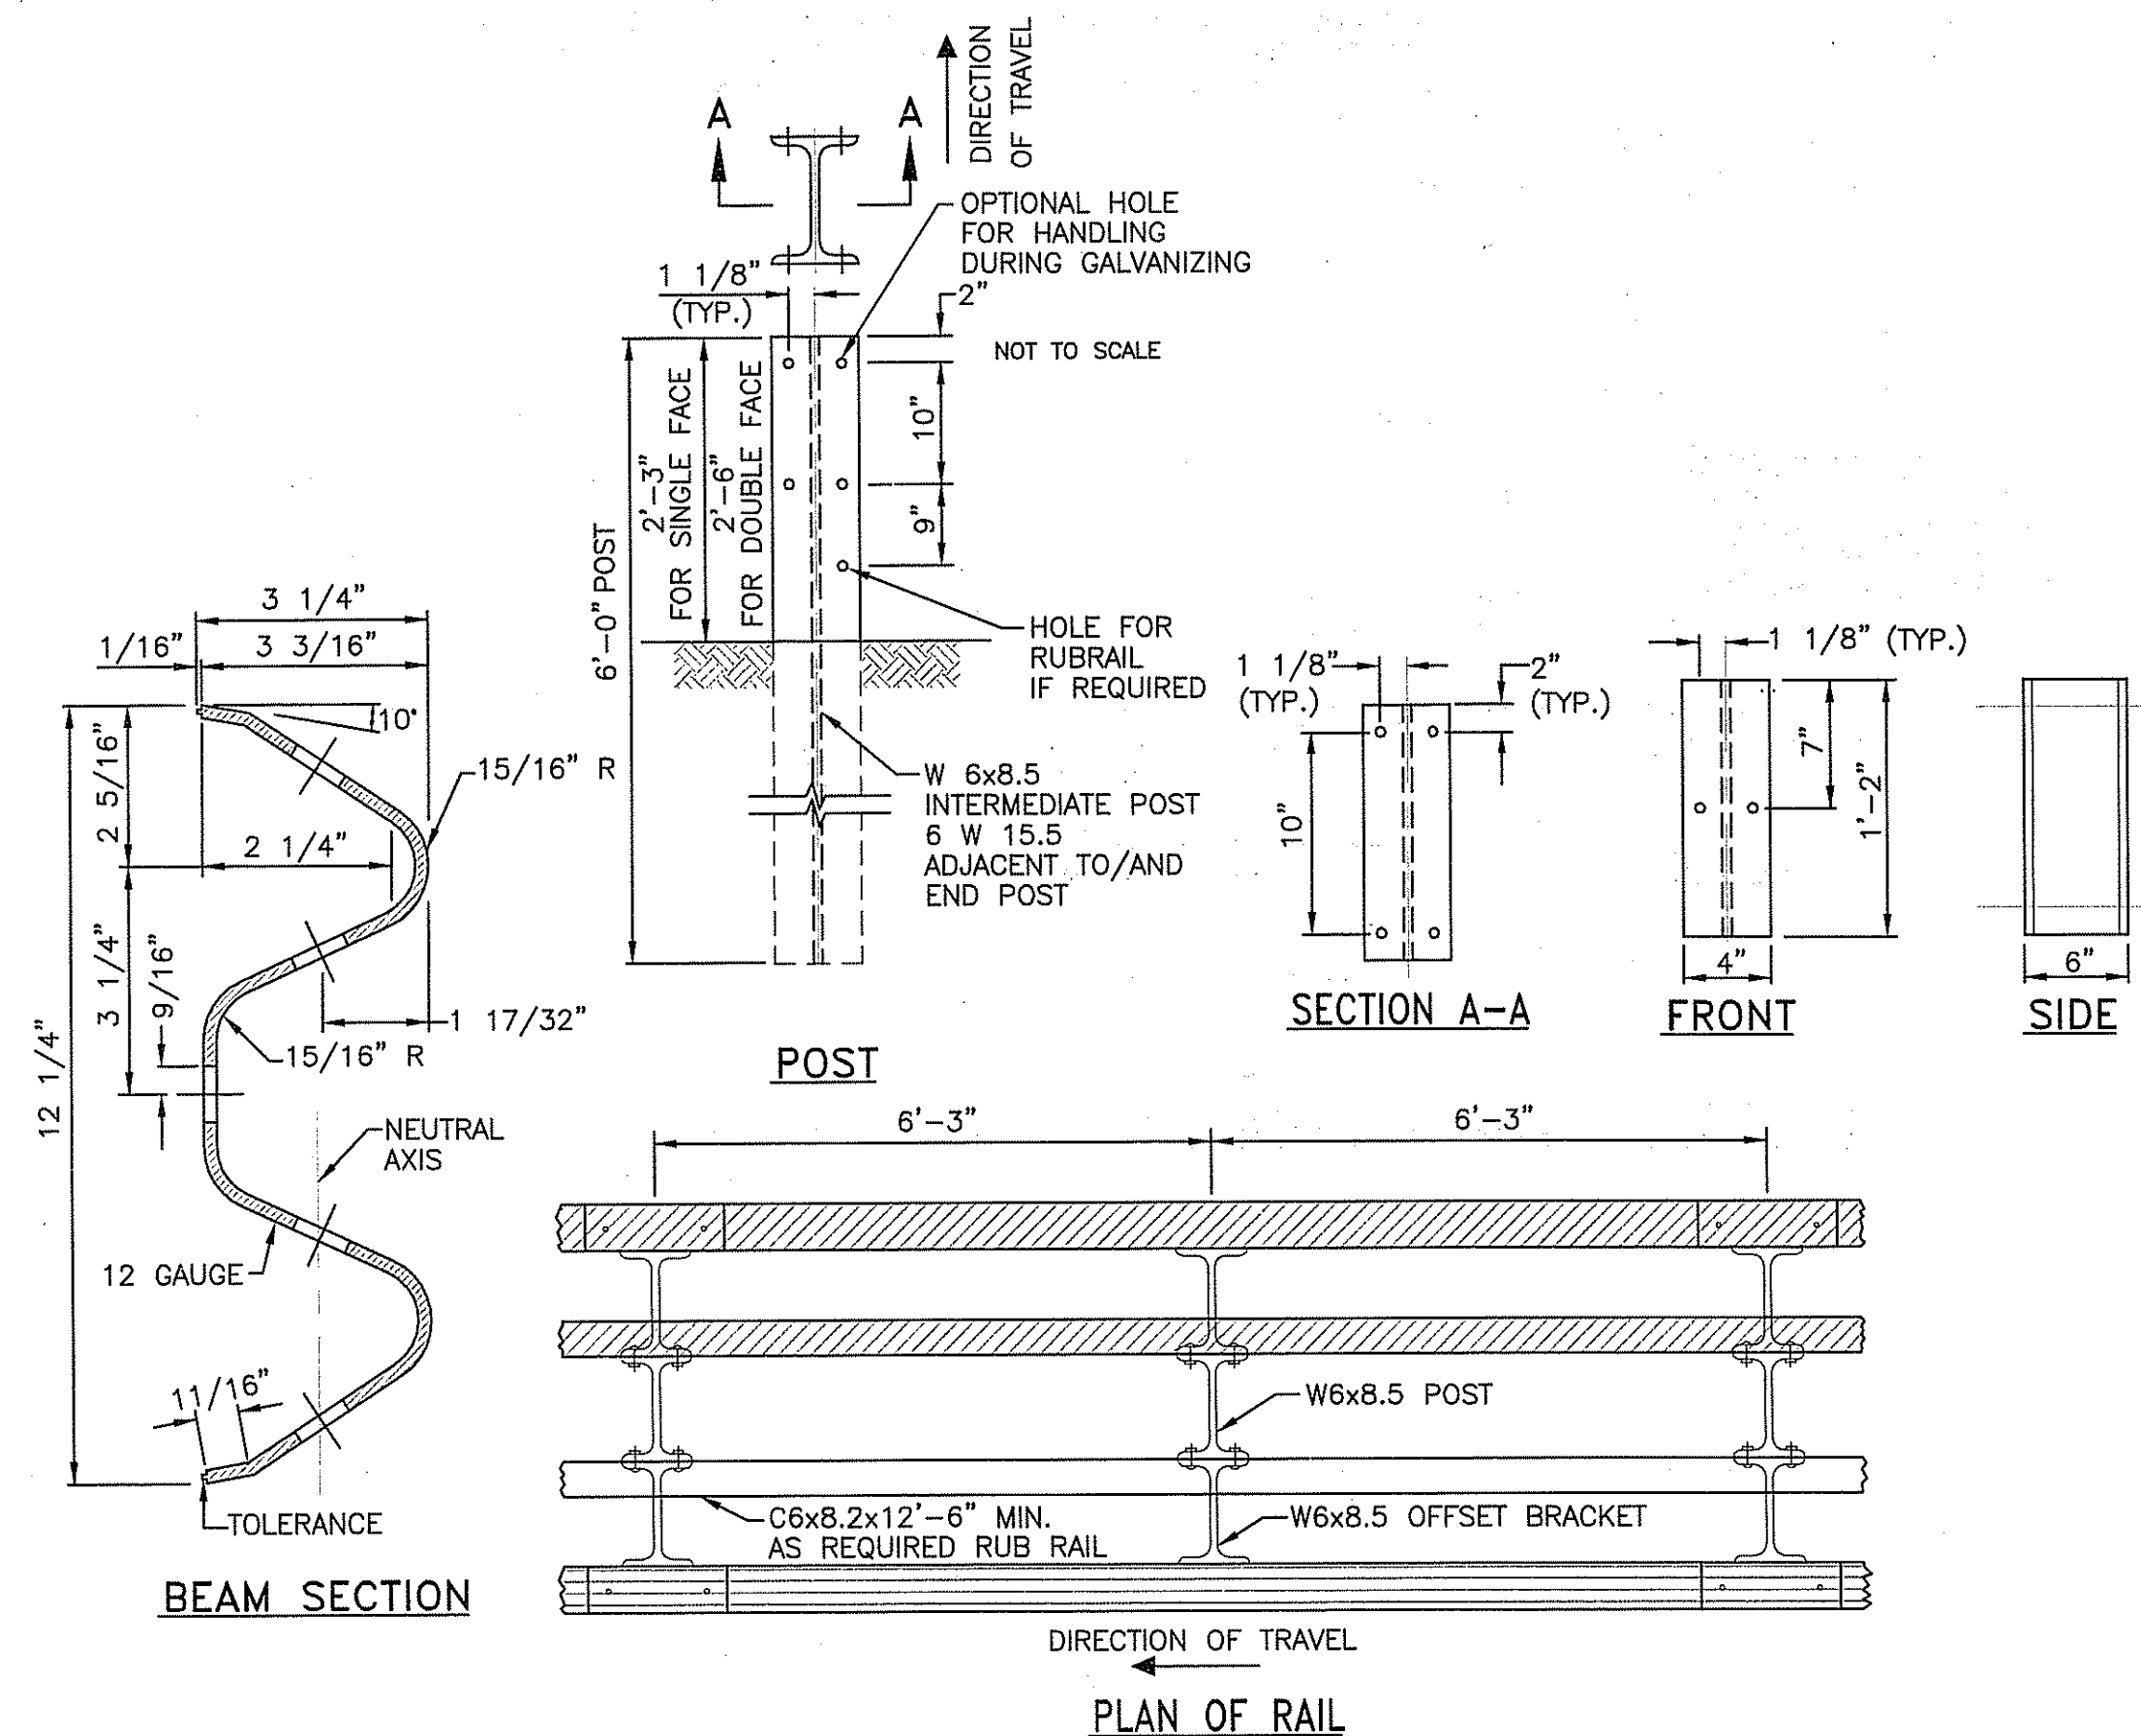 DIRECTION
OF TRAVEL
A
A
OPTIONAL HOLE
FOR HANDLING
DURING GALVANIZING
1 1/8"
(TYP.)
2"
NOT TO SCALE
10"
9"
2'-3"
FOR SINGLE FACE
2'-6"
FOR DOUBLE FACE
6'-0" POST
HOLE FOR
RUBRAIL
IF REQUIRED
W 6x8.5
INTERMEDIATE POST
6 W 15.5
ADJACENT TO/AND
END POST
POST
3 1/4"
1/16"
3 3/16"
10°
2 5/16"
15/16" R
2 1/4"
3 1/4"
9/16"
12 1/4"
1 17/32"
15/16" R
NEUTRAL
AXIS
12 GAUGE
11/16"
TOLERANCE
BEAM SECTION
1 1/8"
(TYP.)
2"
(TYP.)
10"
SECTION A-A
1 1/8" (TYP.)
7"
1'-2"
4"
FRONT
6"
SIDE
6'-3"
6'-3"
W6x8.5 POST
C6x8.2x12'-6" MIN.
AS REQUIRED RUB RAIL
W6x8.5 OFFSET BRACKET
DIRECTION OF TRAVEL
PLAN OF RAIL